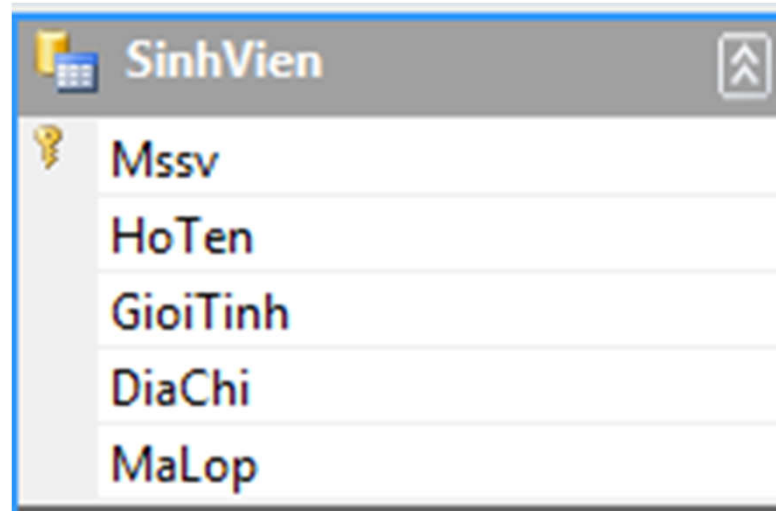 SinhVien
Mssv
HoTen
GioiTinh
DiaChi
MaLop